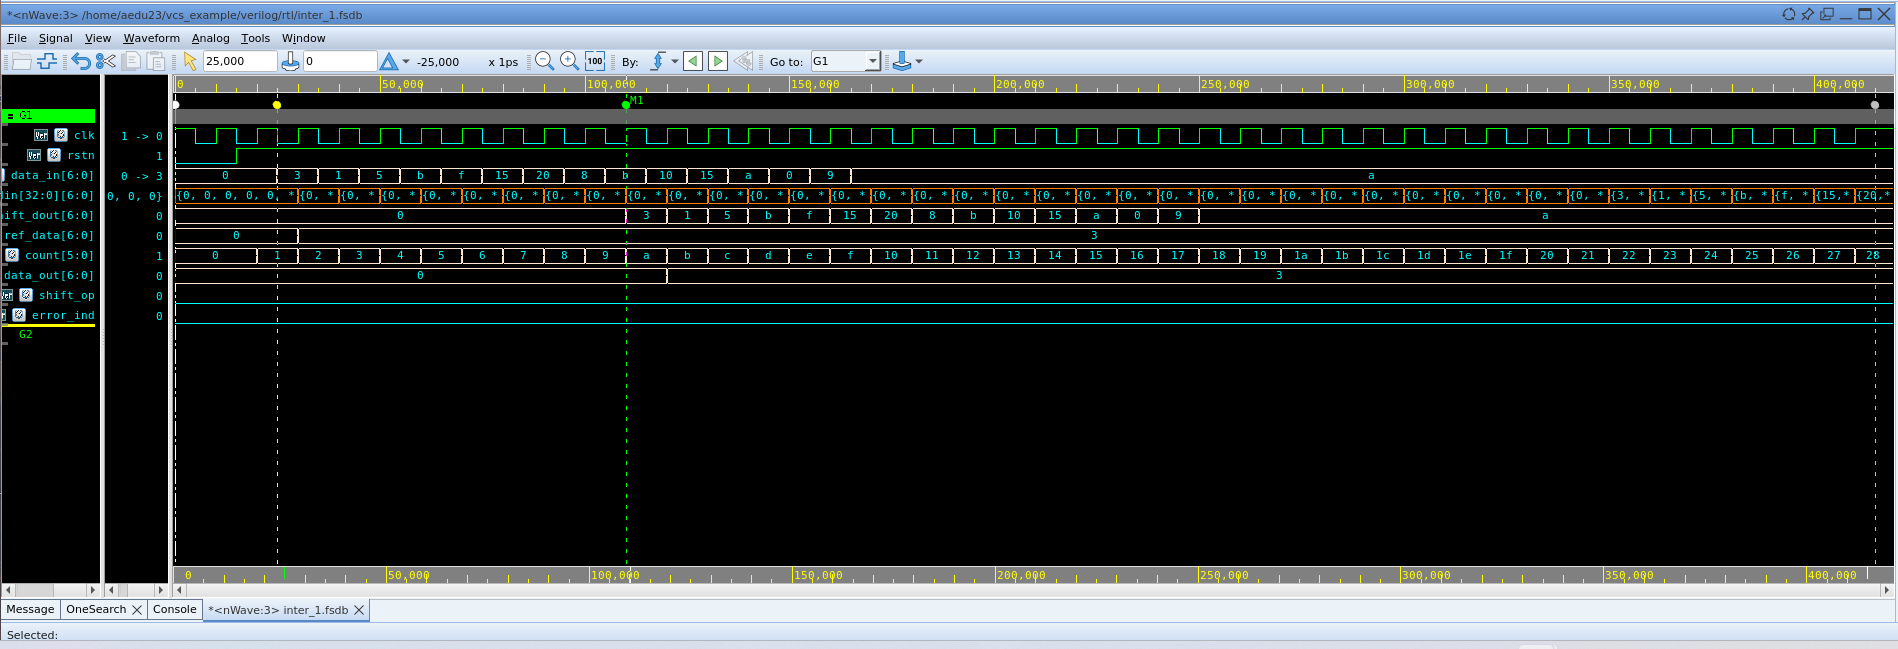 *<nWave:3> /home/aedu23/vcs_example/verilog/rtl/inter_1.fsdb
File Signal View Waveform Analog Tools Window
25,000 0 -25,000 x 1ps 100 By: Go to: G1
0 50,000 100,000 150,000 200,000 250,000 300,000 350,000 400,000
M1
G1
clk 1 -> 0
rstn 1
data_in[6:0] 0 -> 3 0 3 1 5 b f 15 20 8 b 10 15 a 0 9 a
in[32:0][6:0] 0, 0, 0} {0, 0, 0, 0, 0, * {0, * {0, * {0, * {0, * {0, * {0, * {0, * {0, * {0, * {0, * {0, * {0, * {0, * {0, * {0, * {0, * {0, * {0, * {0, * {0, * {0, * {0, * {0, * {0, * {0, * {0, * {0, * {0, * {0, * {0, * {0, * {0, * {3, * {1, * {5, * {b, * {f, * {15,* {20,*
ift_dout[6:0] 0 0 3 1 5 b f 15 20 8 b 10 15 a 0 9 a
ref_data[6:0] 0 0 3
count[5:0] 1 0 1 2 3 4 5 6 7 8 9 a b c d e f 10 11 12 13 14 15 16 17 18 19 1a 1b 1c 1d 1e 1f 20 21 22 23 24 25 26 27 28
data_out[6:0] 0 0 3
shift_op 0
error_ind 0
G2
0 50,000 100,000 150,000 200,000 250,000 300,000 350,000 400,000
Message OneSearch Console *<nWave:3> inter_1.fsdb
Selected: